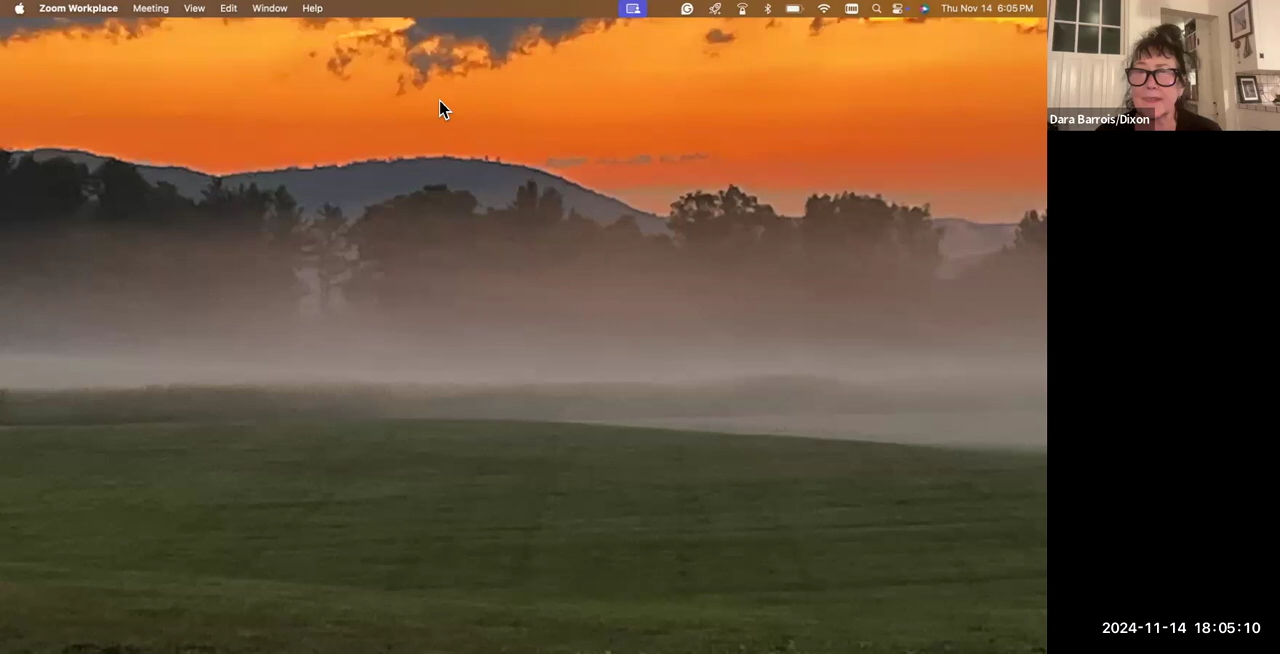 Zoom Workplace Meeting View Edit Window Help Thu Nov 14 6:05 PM
Dara Barrois/Dixon
2024-11-14 18:05:10